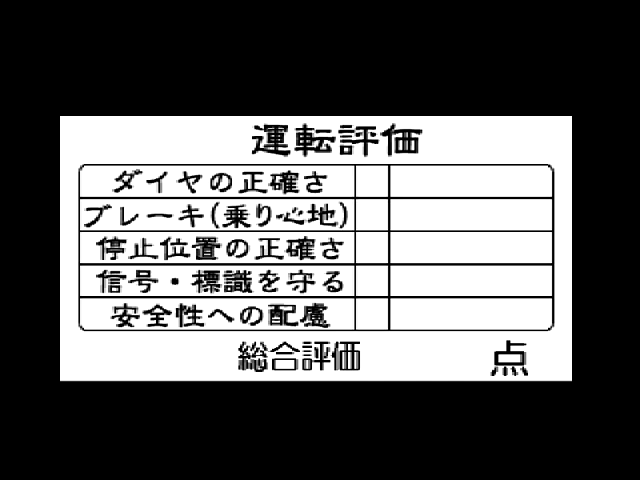 運転評価
ダイヤの正確さ
ブレーキ(乗り心地)
停止位置の正確さ
信号・標識を守る
安全性への配慮
総合評価 点